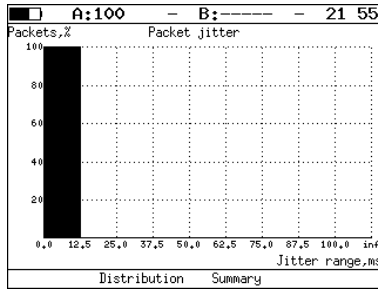 A:100 - B:----- - 21 55
Packets,% Packet jitter
100
80
60
40
20
0,0 12,5 25,0 37,5 50,0 62,5 75,0 87,5 100,0 inf
Jitter range,ms
Distribution Summary